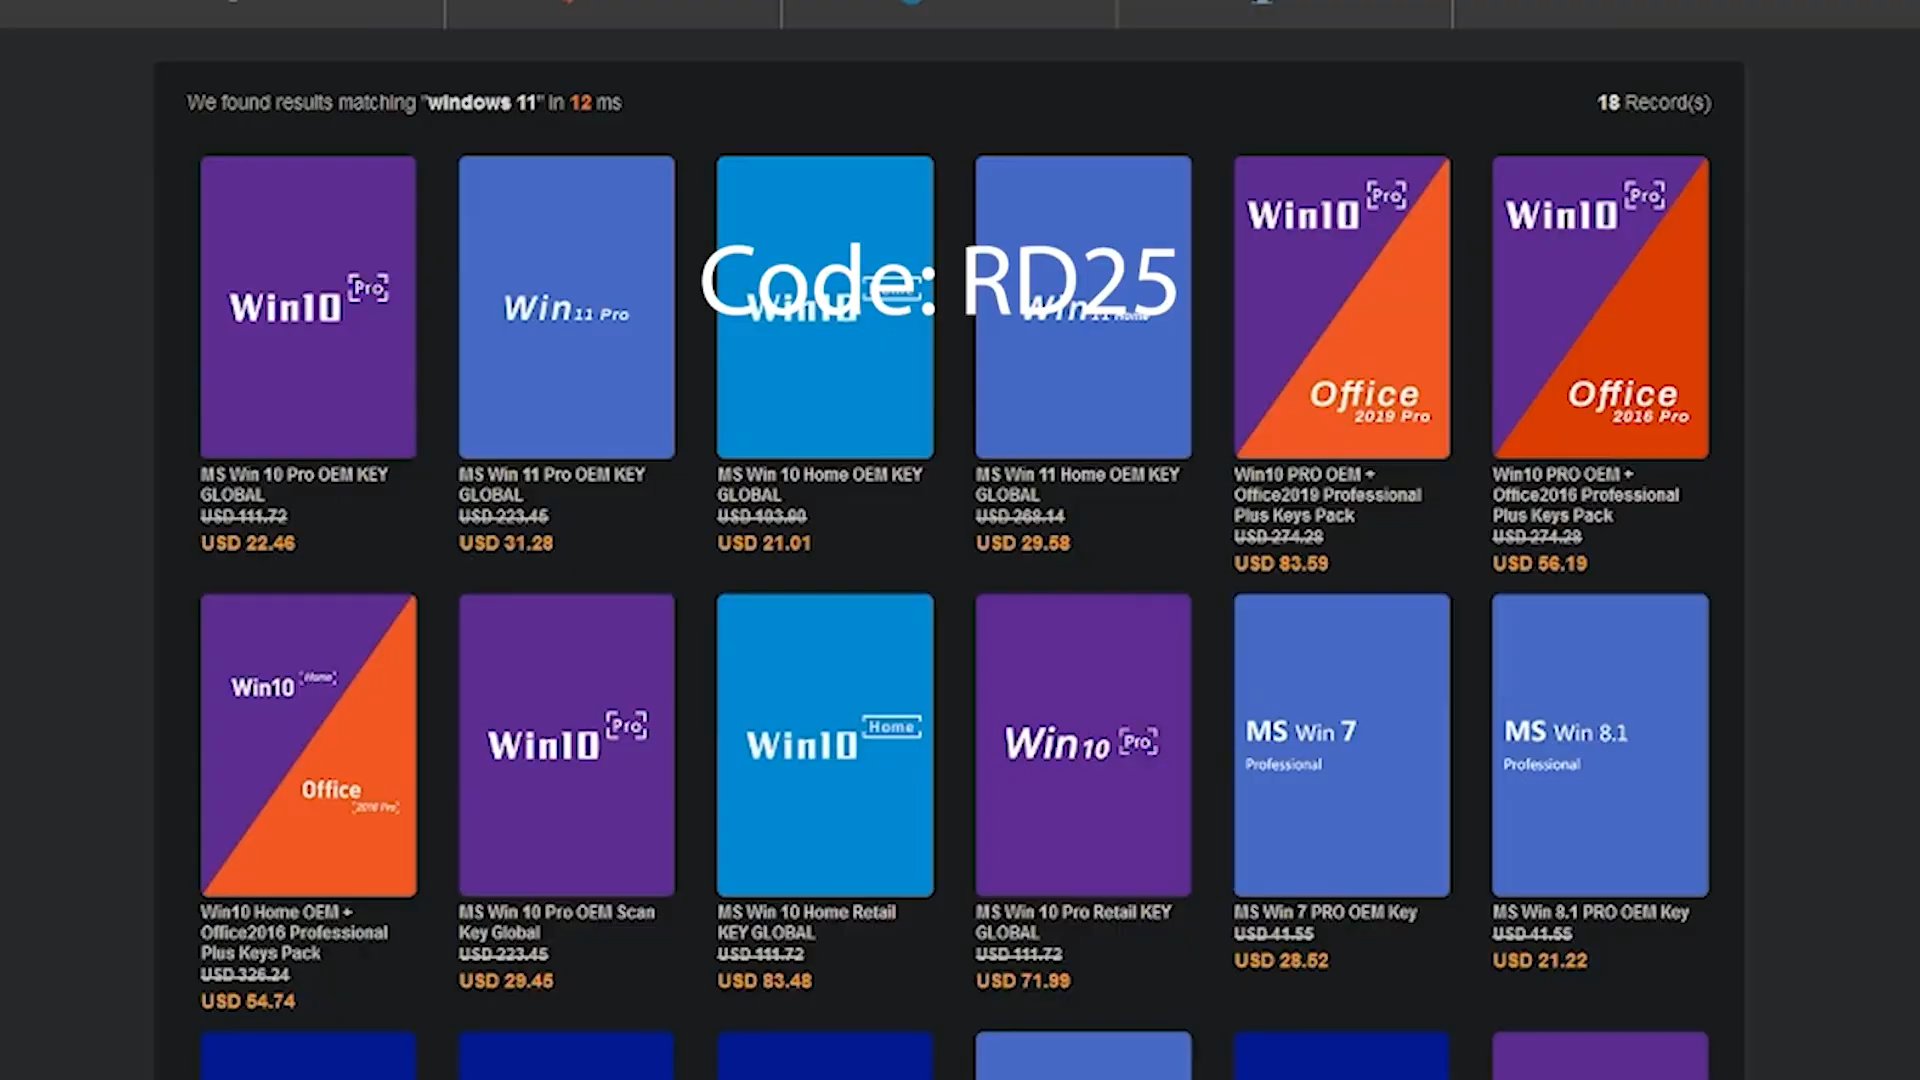 We found results matching "windows 11" in 12 ms
18 Record(s)
Win10 Pro
Win 11 Pro
Win10
Win 11 Home
Win10 Pro
Office
2019 Pro
Win10 Pro
Office
2016 Pro
Code: RD25
MS Win 10 Pro OEM KEY
GLOBAL
USD 111.72
USD 22.46
MS Win 11 Pro OEM KEY
GLOBAL
USD 223.45
USD 31.28
MS Win 10 Home OEM KEY
GLOBAL
USD 103.90
USD 21.01
MS Win 11 Home OEM KEY
GLOBAL
USD 268.14
USD 29.58
Win10 PRO OEM +
Office2019 Professional
Plus Keys Pack
USD 274.28
USD 83.59
Win10 PRO OEM +
Office2016 Professional
Plus Keys Pack
USD 274.28
USD 56.19
Win10 Home
Office
2016 Pro
Win10 Pro
Win10 Home
Win 10 Pro
MS Win 7
Professional
MS Win 8.1
Professional
Win10 Home OEM +
Office2016 Professional
Plus Keys Pack
USD 326.24
USD 54.74
MS Win 10 Pro OEM Scan
Key Global
USD 223.45
USD 29.45
MS Win 10 Home Retail
KEY GLOBAL
USD 111.72
USD 83.48
MS Win 10 Pro Retail KEY
GLOBAL
USD 111.72
USD 71.99
MS Win 7 PRO OEM Key
USD 41.55
USD 28.52
MS Win 8.1 PRO OEM Key
USD 41.55
USD 21.22